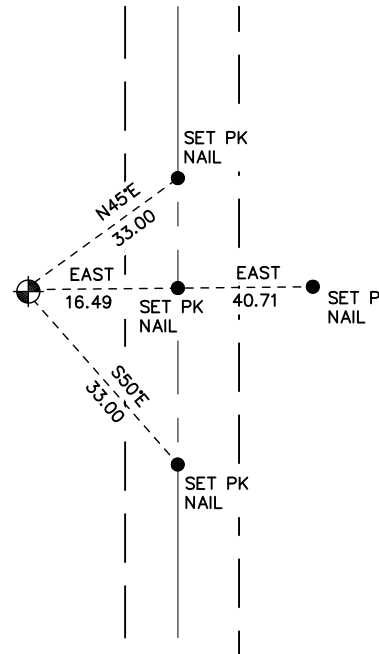 SET PK
NAIL
N45°E
33.00
EAST
16.49
SET PK
NAIL
EAST
40.71
SET P
NAIL
S50°E
33.00
SET PK
NAIL